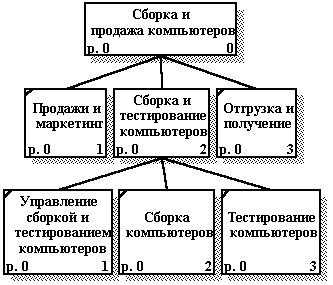 Сборка и
продажа компьютеров
р. 0 0
Продажи и
маркетинг
р. 0 1
Сборка и
тестирование
компьютеров
р. 0 2
Отгрузка и
получение
р. 0 3
Управление
сборкой и
тестированием
компьютеров
р. 0 1
Сборка
компьютеров
р. 0 2
Тестирование
компьютеров
р. 0 3